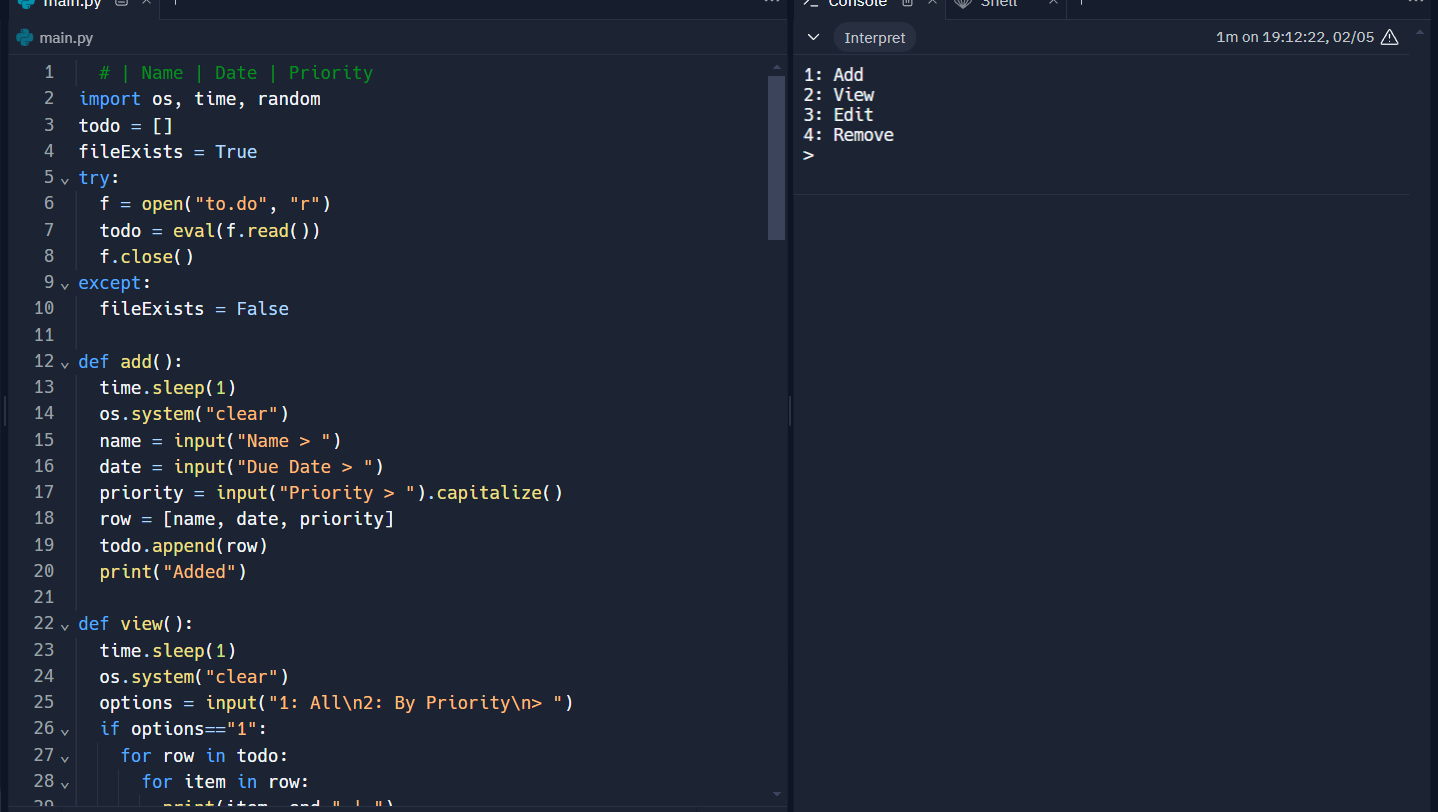 main.py
Console
Shell
main.py
Interpret
1m on 19:12:22, 02/05
1 # | Name | Date | Priority
2 import os, time, random
3 todo = []
4 fileExists = True
5 try:
6 f = open("to.do", "r")
7 todo = eval(f.read())
8 f.close()
9 except:
10 fileExists = False
11
12 def add():
13 time.sleep(1)
14 os.system("clear")
15 name = input("Name > ")
16 date = input("Due Date > ")
17 priority = input("Priority > ").capitalize()
18 row = [name, date, priority]
19 todo.append(row)
20 print("Added")
21
22 def view():
23 time.sleep(1)
24 os.system("clear")
25 options = input("1: All\n2: By Priority\n> ")
26 if options=="1":
27 for row in todo:
28 for item in row:
29 print(item, end=" | ")
1: Add
2: View
3: Edit
4: Remove
>